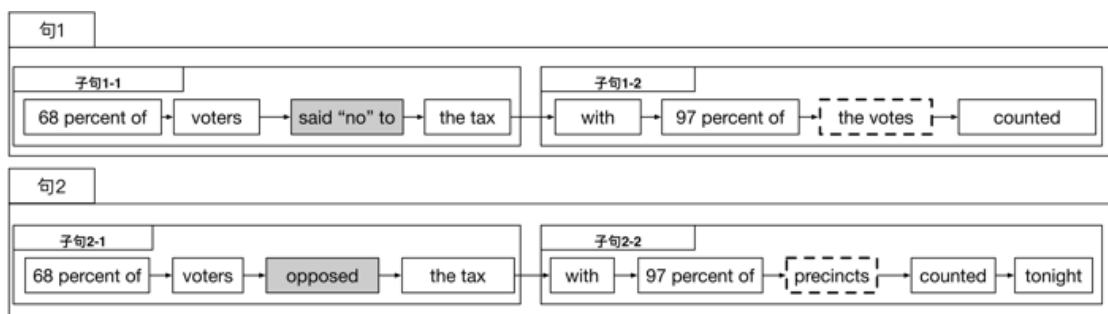 句1
子句1-1 子句1-2
68 percent of voters said “no” to the tax with 97 percent of the votes counted
句2
子句2-1 子句2-2
68 percent of voters opposed the tax with 97 percent of precincts counted tonight